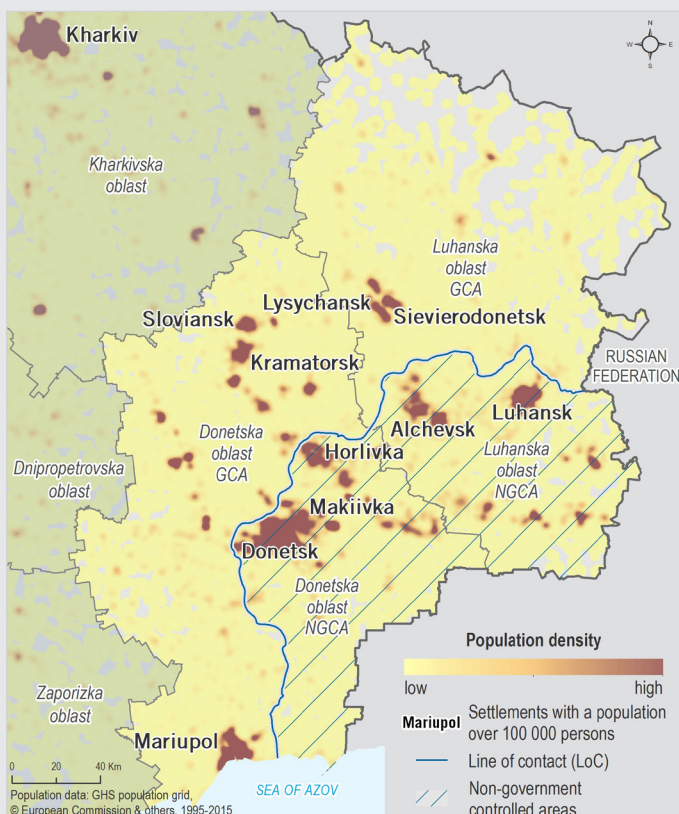 N
W
E
S
Kharkiv
Kharkivska
oblast
Luhanska
oblast
GCA
Lysychansk
Sloviansk
Sievierodonetsk
Kramatorsk
RUSSIAN
FEDERATION
Luhansk
Alchevsk
Donetska
oblast
GCA
Horlivka
Luhanska
oblast
NGCA
Dnipropetrovska
oblast
Makiivka
Donetsk
Donetska
oblast
NGCA
Population density
low
high
Zaporizka
oblast
Mariupol
Settlements with a population
over 100 000 persons
Mariupol
Line of contact (LoC)
0 20 40 Km
SEA OF AZOV
Non-government
controlled areas
Population data: GHS population grid,
© European Commission & others, 1995-2015